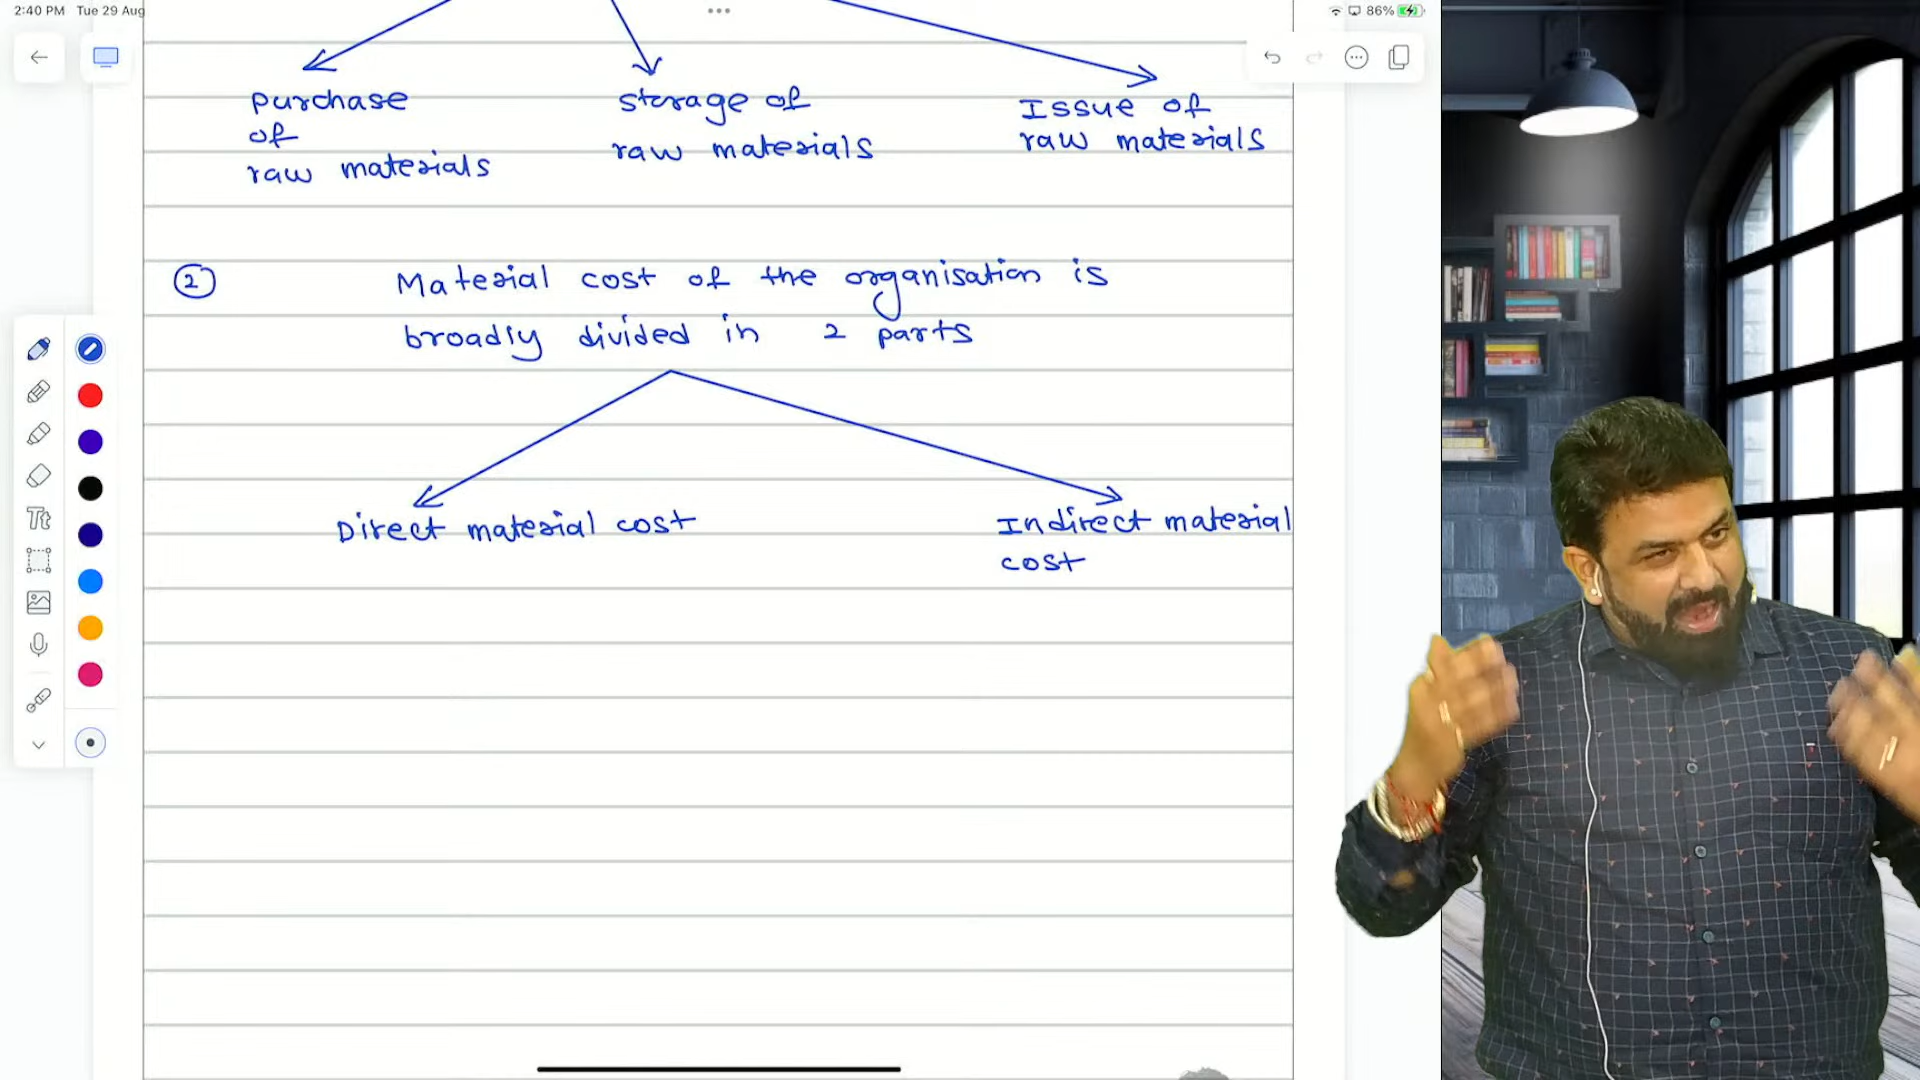 2:40 PM Tue 29 Aug
86%
Purchase
of
raw materials
storage of
raw materials
Issue of
raw materials
2
Material cost of the organisation is
broadly divided in 2 parts
Direct material cost
Indirect material
cost
Tt